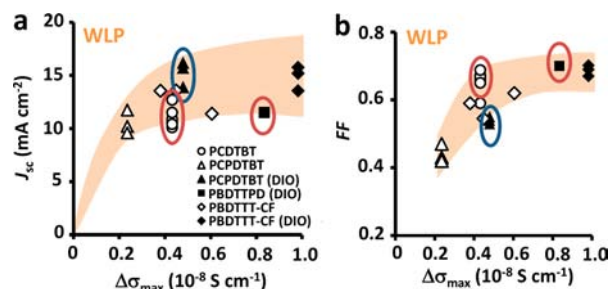 a
WLP
20
15
10
5
0
J_sc (mA cm⁻²)
PCDTBT
PCPDTBT
PCPDTBT (DIO)
PBDTTPD (DIO)
PBDTTT-CF
PBDTTT-CF (DIO)
0 0.2 0.4 0.6 0.8 1.0
Δσ_max (10⁻⁸ S cm⁻¹)
b
WLP
0.8
0.6
0.4
0.2
FF
0 0.2 0.4 0.6 0.8 1.0
Δσ_max (10⁻⁸ S cm⁻¹)